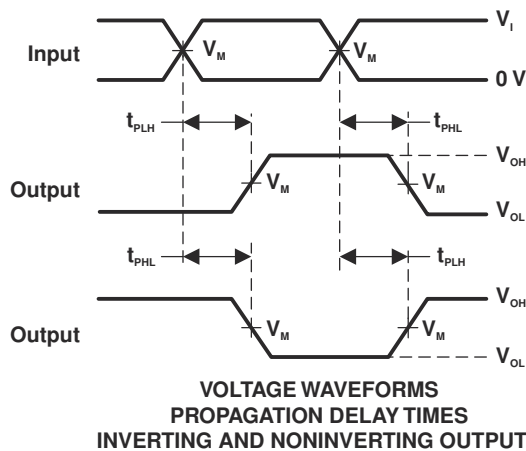 V_I
Input
V_M
V_M
0 V
t_PLH
t_PHL
V_OH
Output
V_M
V_M
V_OL
t_PHL
t_PLH
V_OH
Output
V_M
V_M
V_OL
VOLTAGE WAVEFORMS
PROPAGATION DELAY TIMES
INVERTING AND NONINVERTING OUTPUT